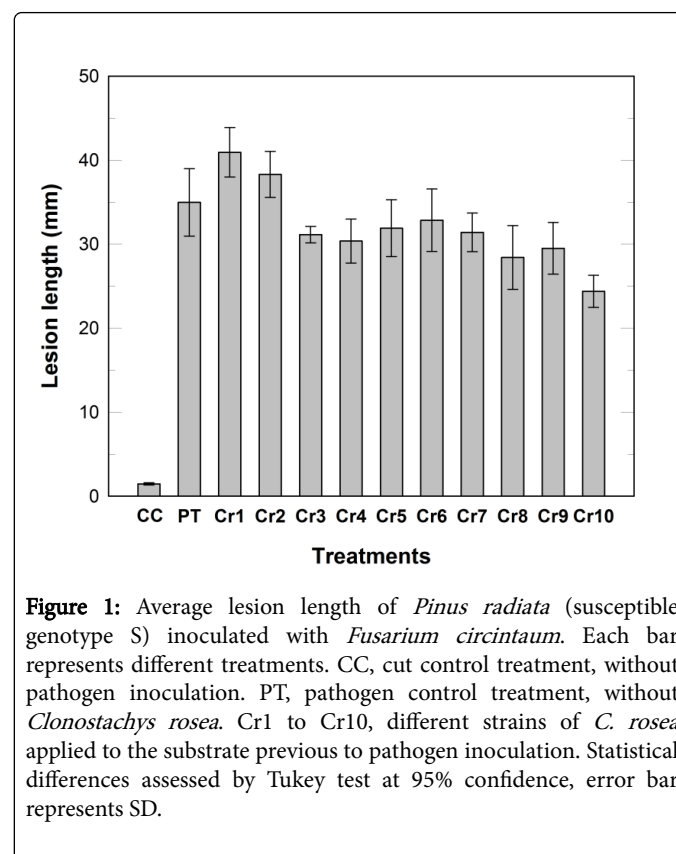 50
40
30
20
10
0
Lesion length (mm)
CC PT Cr1 Cr2 Cr3 Cr4 Cr5 Cr6 Cr7 Cr8 Cr9 Cr10
Treatments
Figure 1: Average lesion length of Pinus radiata (susceptible
genotype S) inoculated with Fusarium circintaum. Each bar
represents different treatments. CC, cut control treatment, without
pathogen inoculation. PT, pathogen control treatment, without
Clonostachys rosea. Cr1 to Cr10, different strains of C. rosea
applied to the substrate previous to pathogen inoculation. Statistical
differences assessed by Tukey test at 95% confidence, error bar
represents SD.